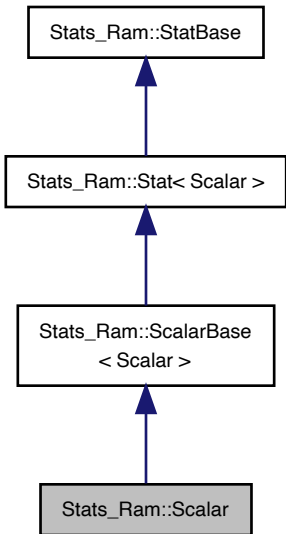 Stats_Ram::StatBase
Stats_Ram::Stat< Scalar >
Stats_Ram::ScalarBase
< Scalar >
Stats_Ram::Scalar